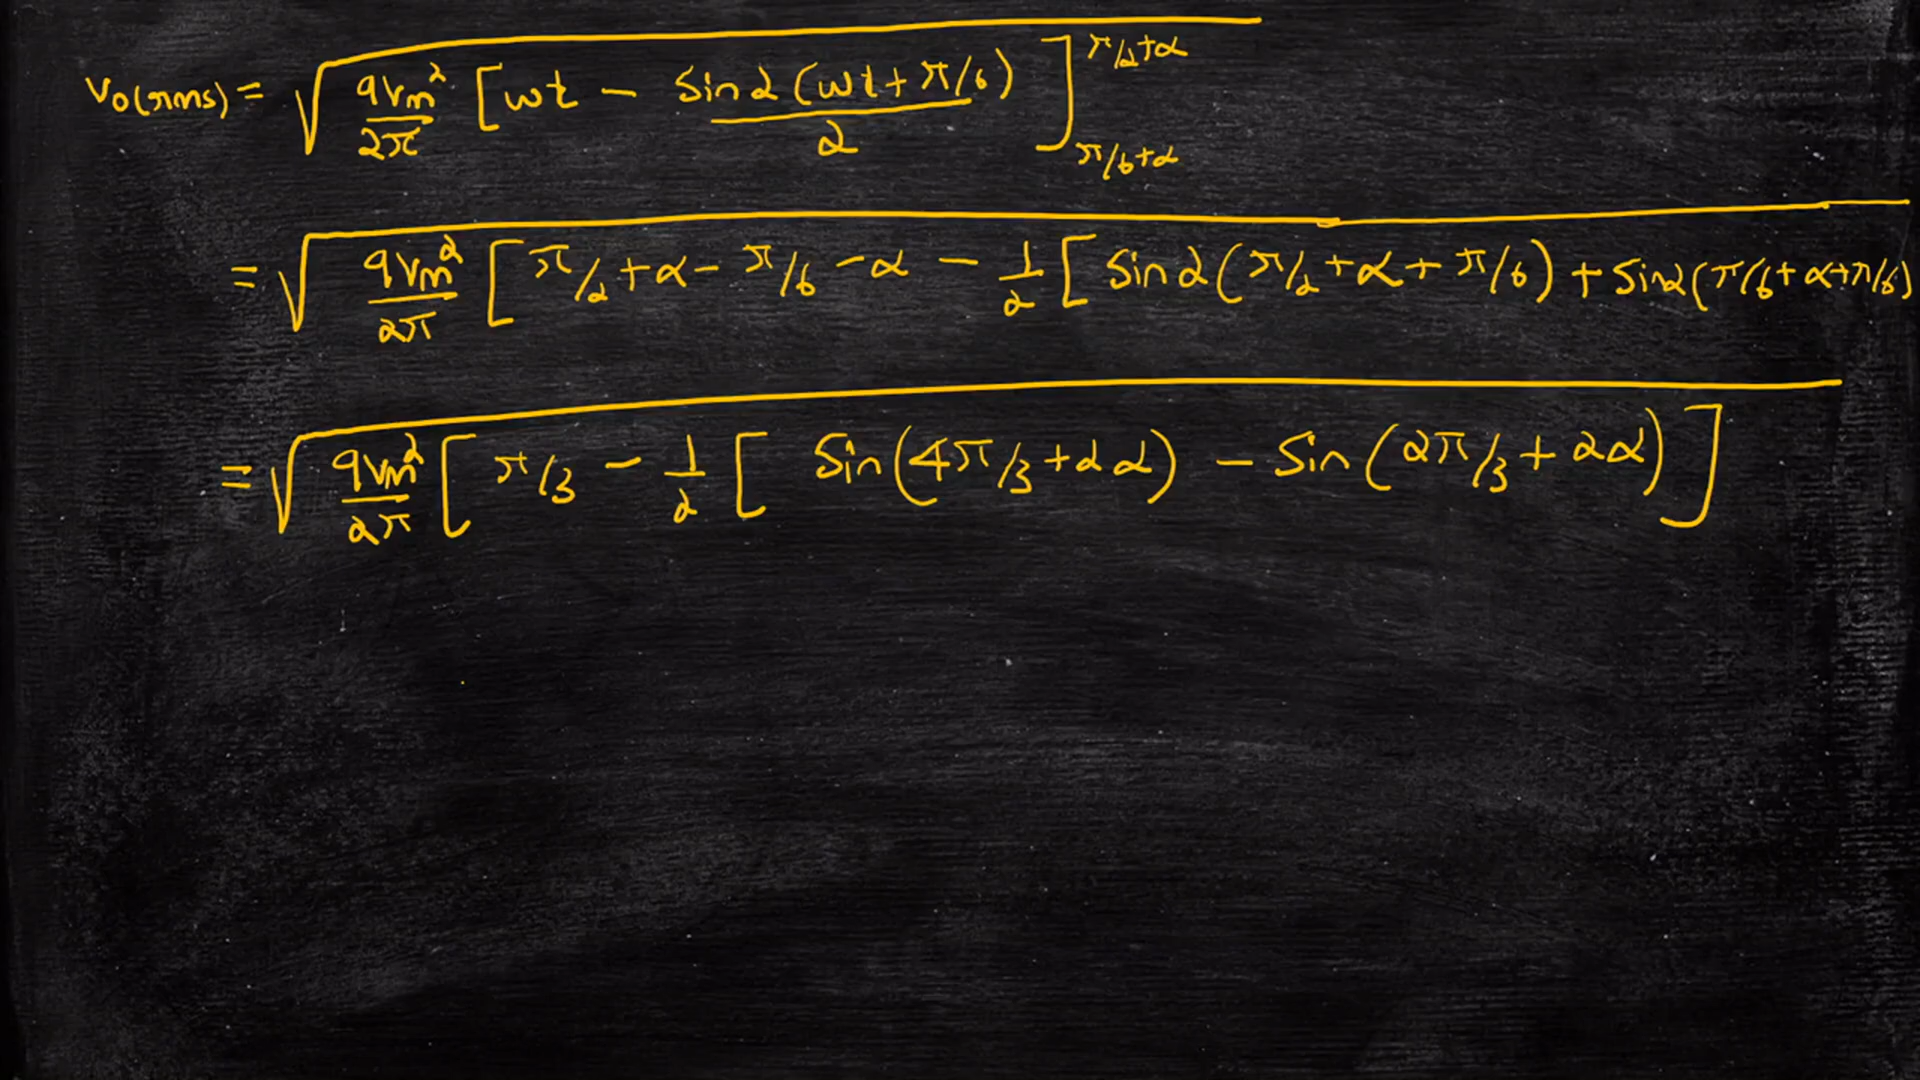 Vo(rms) = √ 9Vm²/2π [ωt − sin2(ωt+π/6)/2] π/2+α π/6+α
= √ 9Vm²/2π [π/2+α−π/6−α − 1/2 [Sin2(π/2+α+π/6) + Sin2(π/6+α+π/6)
= √ 9Vm²/2π [π/3 − 1/2 [Sin(4π/3+2α) − Sin(2π/3+2α)]